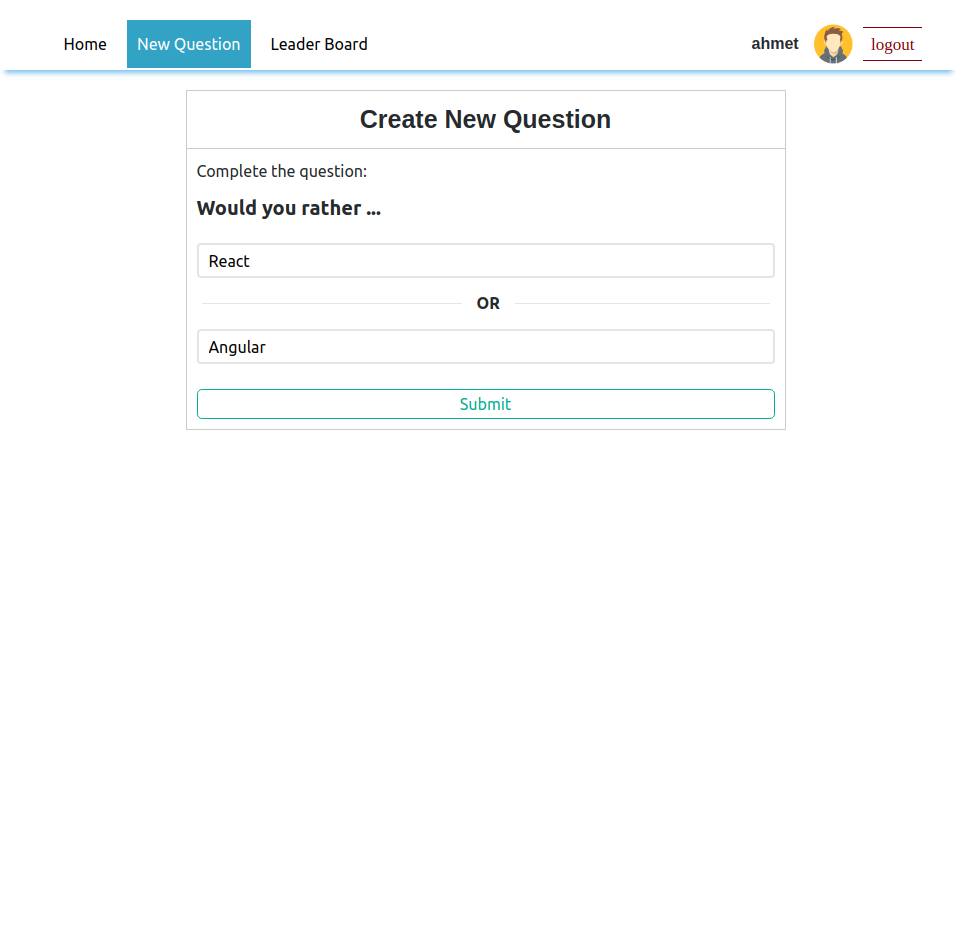 Home New Question Leader Board ahmet logout
Create New Question
Complete the question:
Would you rather ...
React
OR
Angular
Submit